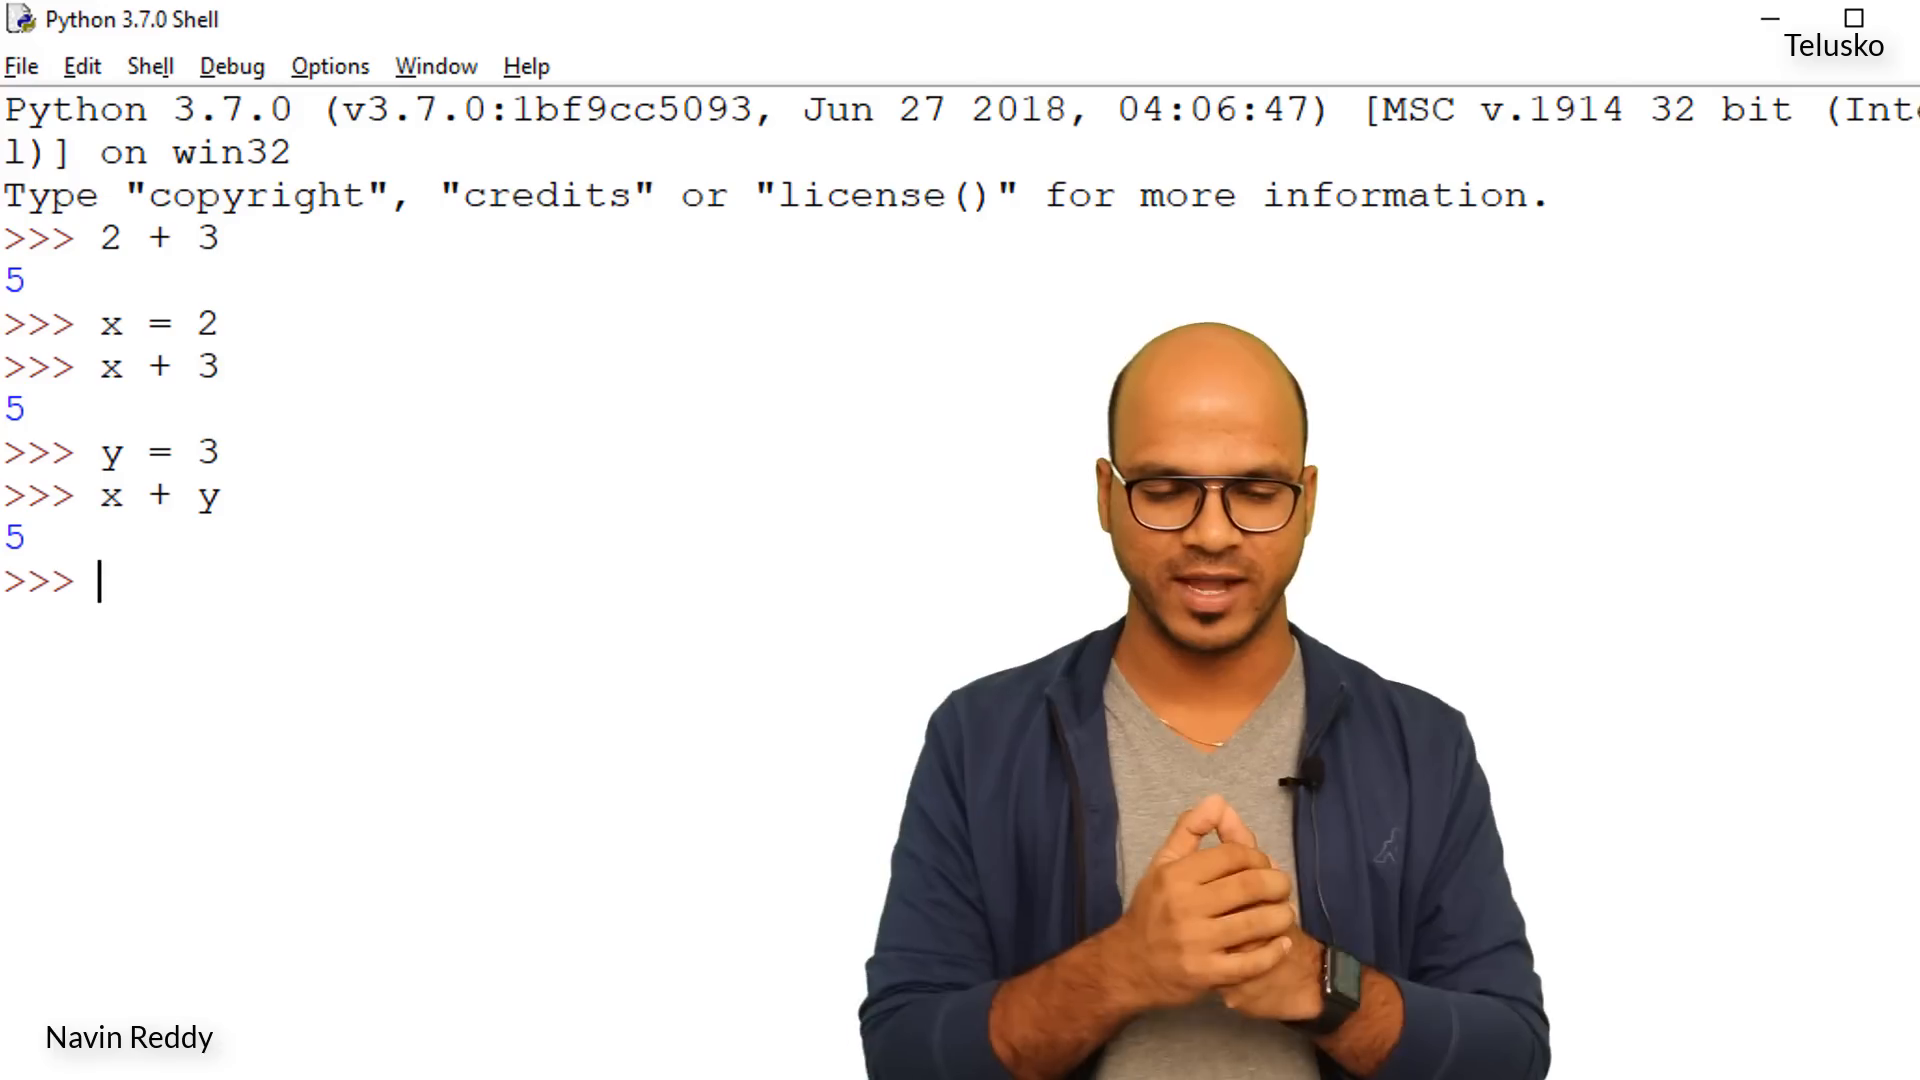 Python 3.7.0 Shell
Telusko
File Edit Shell Debug Options Window Help
Python 3.7.0 (v3.7.0:1bf9cc5093, Jun 27 2018, 04:06:47) [MSC v.1914 32 bit (Inte
l)] on win32
Type "copyright", "credits" or "license()" for more information.
>>> 2 + 3
5
>>> x = 2
>>> x + 3
5
>>> y = 3
>>> x + y
5
>>>
Navin Reddy